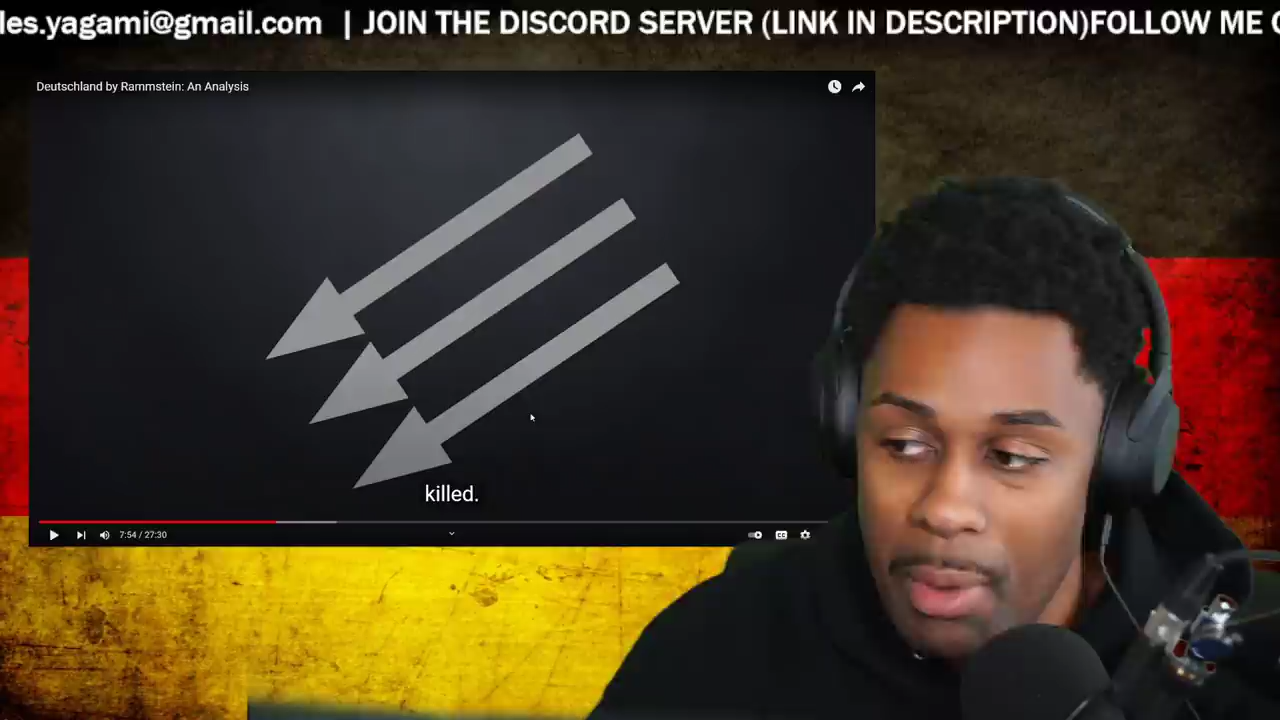 les.yagami@gmail.com | JOIN THE DISCORD SERVER (LINK IN DESCRIPTION)FOLLOW ME
Deutschland by Rammstein: An Analysis
killed.
7:54 / 27:30
CC